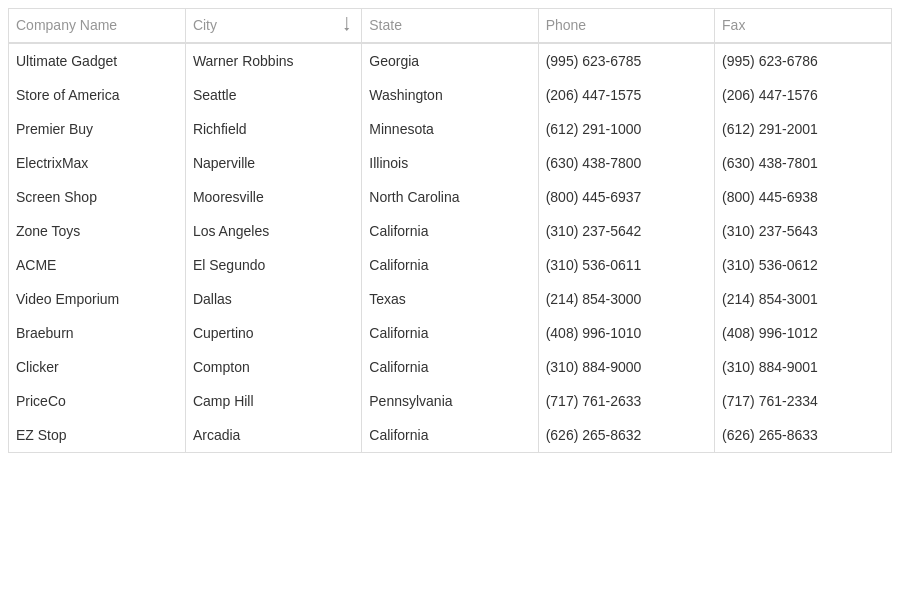 Company Name City State Phone Fax
Ultimate Gadget Warner Robbins Georgia (995) 623-6785 (995) 623-6786
Store of America Seattle Washington (206) 447-1575 (206) 447-1576
Premier Buy Richfield Minnesota (612) 291-1000 (612) 291-2001
ElectrixMax Naperville Illinois (630) 438-7800 (630) 438-7801
Screen Shop Mooresville North Carolina (800) 445-6937 (800) 445-6938
Zone Toys Los Angeles California (310) 237-5642 (310) 237-5643
ACME El Segundo California (310) 536-0611 (310) 536-0612
Video Emporium Dallas Texas (214) 854-3000 (214) 854-3001
Braeburn Cupertino California (408) 996-1010 (408) 996-1012
Clicker Compton California (310) 884-9000 (310) 884-9001
PriceCo Camp Hill Pennsylvania (717) 761-2633 (717) 761-2334
EZ Stop Arcadia California (626) 265-8632 (626) 265-8633